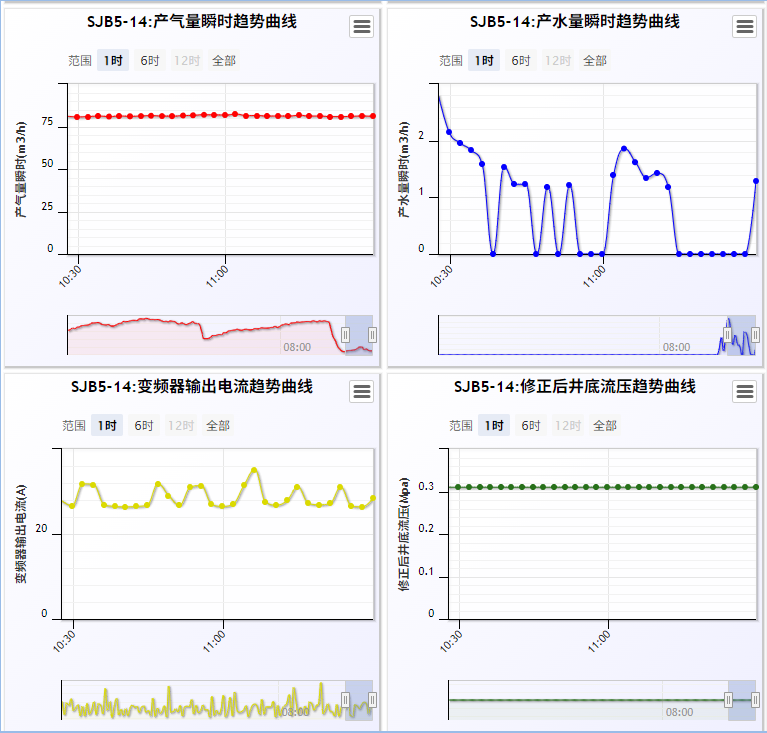 SJB5-14:产气量瞬时趋势曲线
范围 1时 6时 12时 全部
产气量瞬时(m3/h)
75
50
25
0
10:30 11:00
08:00
SJB5-14:产水量瞬时趋势曲线
范围 1时 6时 12时 全部
产水量瞬时(m3/h)
2
1
0
10:30 11:00
08:00
SJB5-14:变频器输出电流趋势曲线
范围 1时 6时 12时 全部
变频器输出电流(A)
20
0
10:30 11:00
08:00
SJB5-14:修正后井底流压趋势曲线
范围 1时 6时 12时 全部
修正后井底流压(Mpa)
0.3
0.2
0.1
0
10:30 11:00
08:00